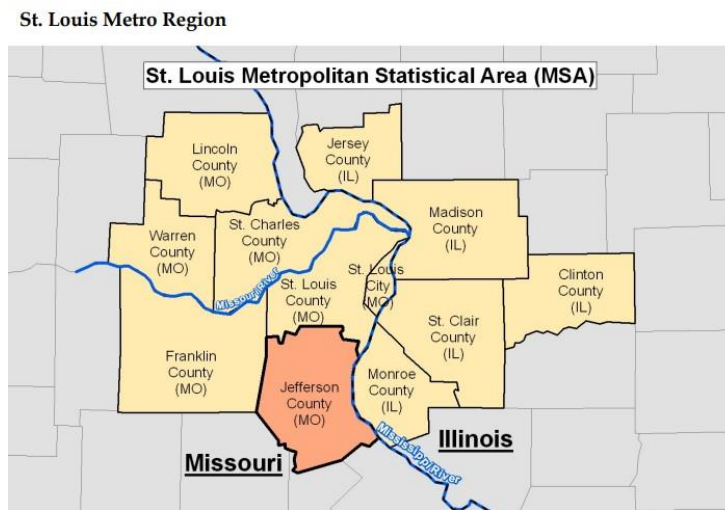 St. Louis Metro Region
St. Louis Metropolitan Statistical Area (MSA)
Lincoln
County
(MO)
Jersey
County
(IL)
Warren
County
(MO)
St. Charles
County
(MO)
Madison
County
(IL)
Missouri River
St. Louis
County
(MO)
St. Louis
City
(MO)
Clinton
County
(IL)
St. Clair
County
(IL)
Franklin
County
(MO)
Jefferson
County
(MO)
Monroe
County
(IL)
Mississippi River
Missouri
Illinois